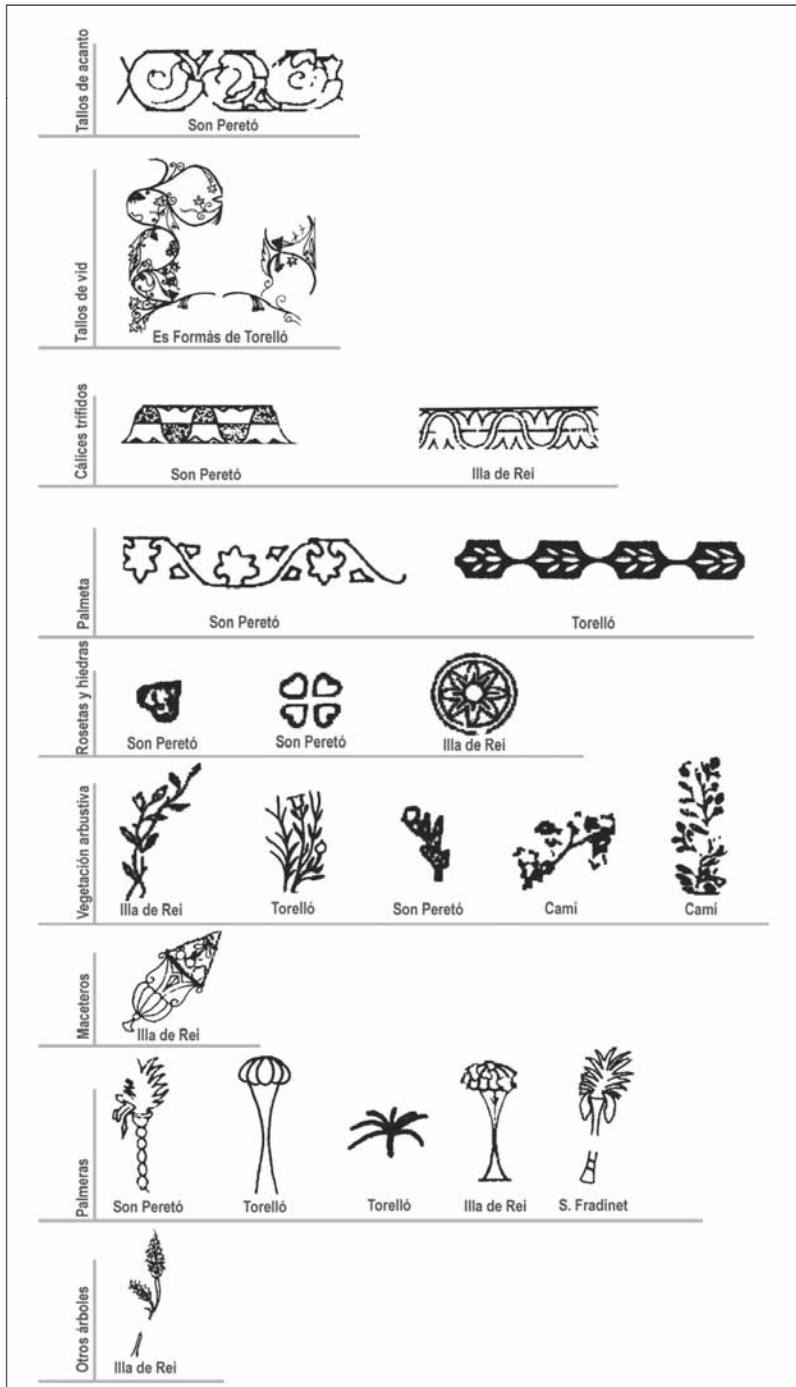 Tallos de acanto
Son Peretó
Tallos de vid
Es Formás de Torelló
Cálices trífidos
Son Peretó
Illa de Rei
Palmeta
Son Peretó
Torelló
Rosetas y hiedras
Son Peretó
Son Peretó
Illa de Rei
Vegetación arbustiva
Illa de Rei
Torelló
Son Peretó
Camí
Camí
Maceteros
Illa de Rei
Palmeras
Son Peretó
Torelló
Torelló
Illa de Rei
S. Fradinet
Otros árboles
Illa de Rei